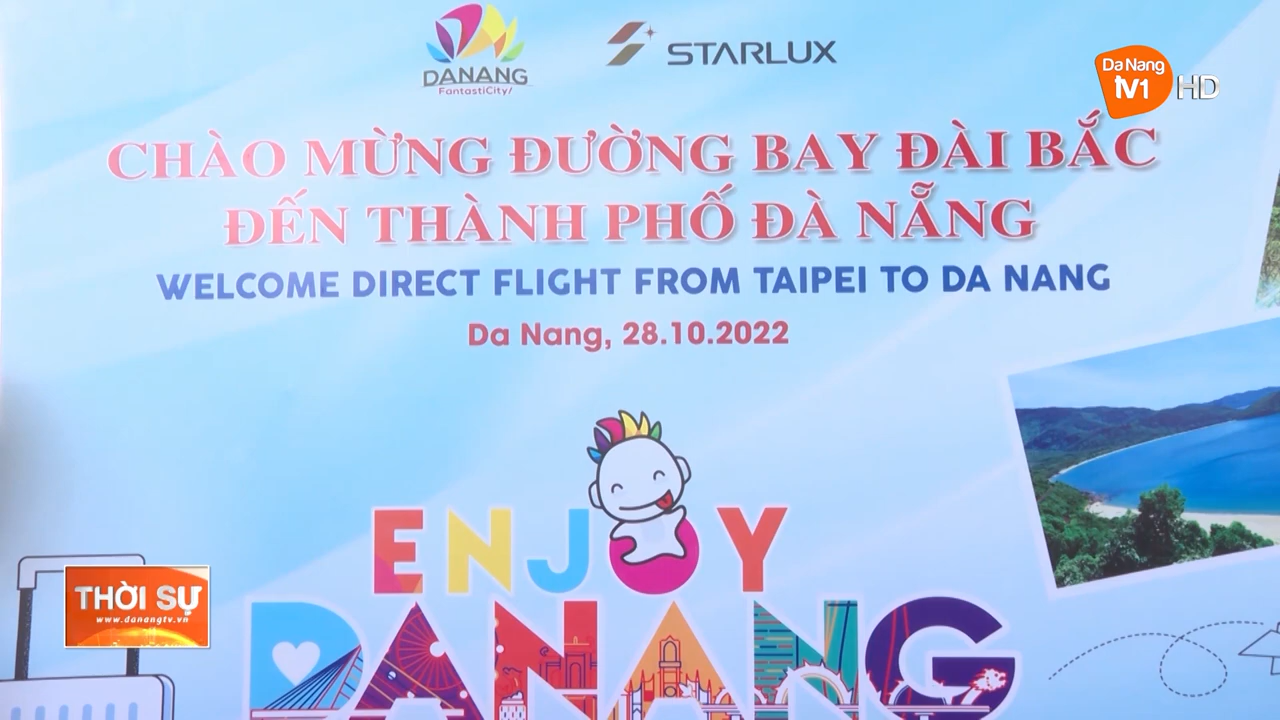 DANANG
FantastiCity!
STARLUX
Da Nang
TV1 HD
CHÀO MỪNG ĐƯỜNG BAY ĐÀI BẮC
ĐẾN THÀNH PHỐ ĐÀ NẴNG
WELCOME DIRECT FLIGHT FROM TAIPEI TO DA NANG
Da Nang, 28.10.2022
ENJOY
DANANG
THỜI SỰ
www.danangtv.vn